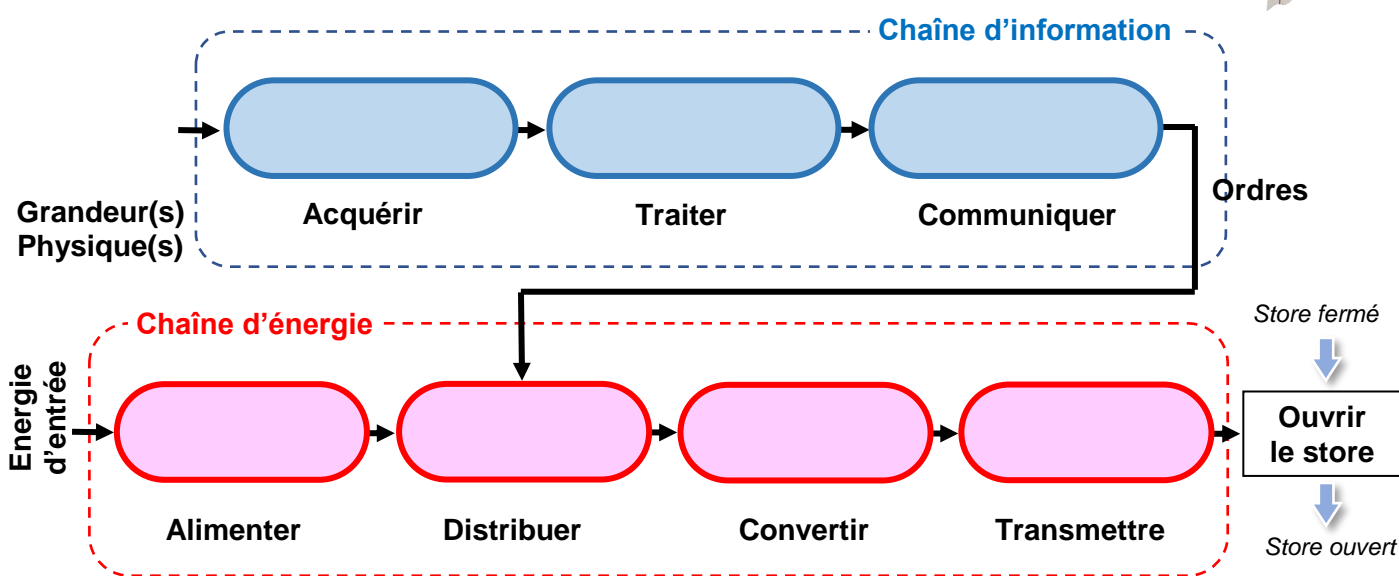 Chaîne d’information
Grandeur(s)
Physique(s)
Acquérir
Traiter
Communiquer
Ordres
Chaîne d’énergie
Energie
d’entrée
Alimenter
Distribuer
Convertir
Transmettre
Store fermé
Ouvrir
le store
Store ouvert